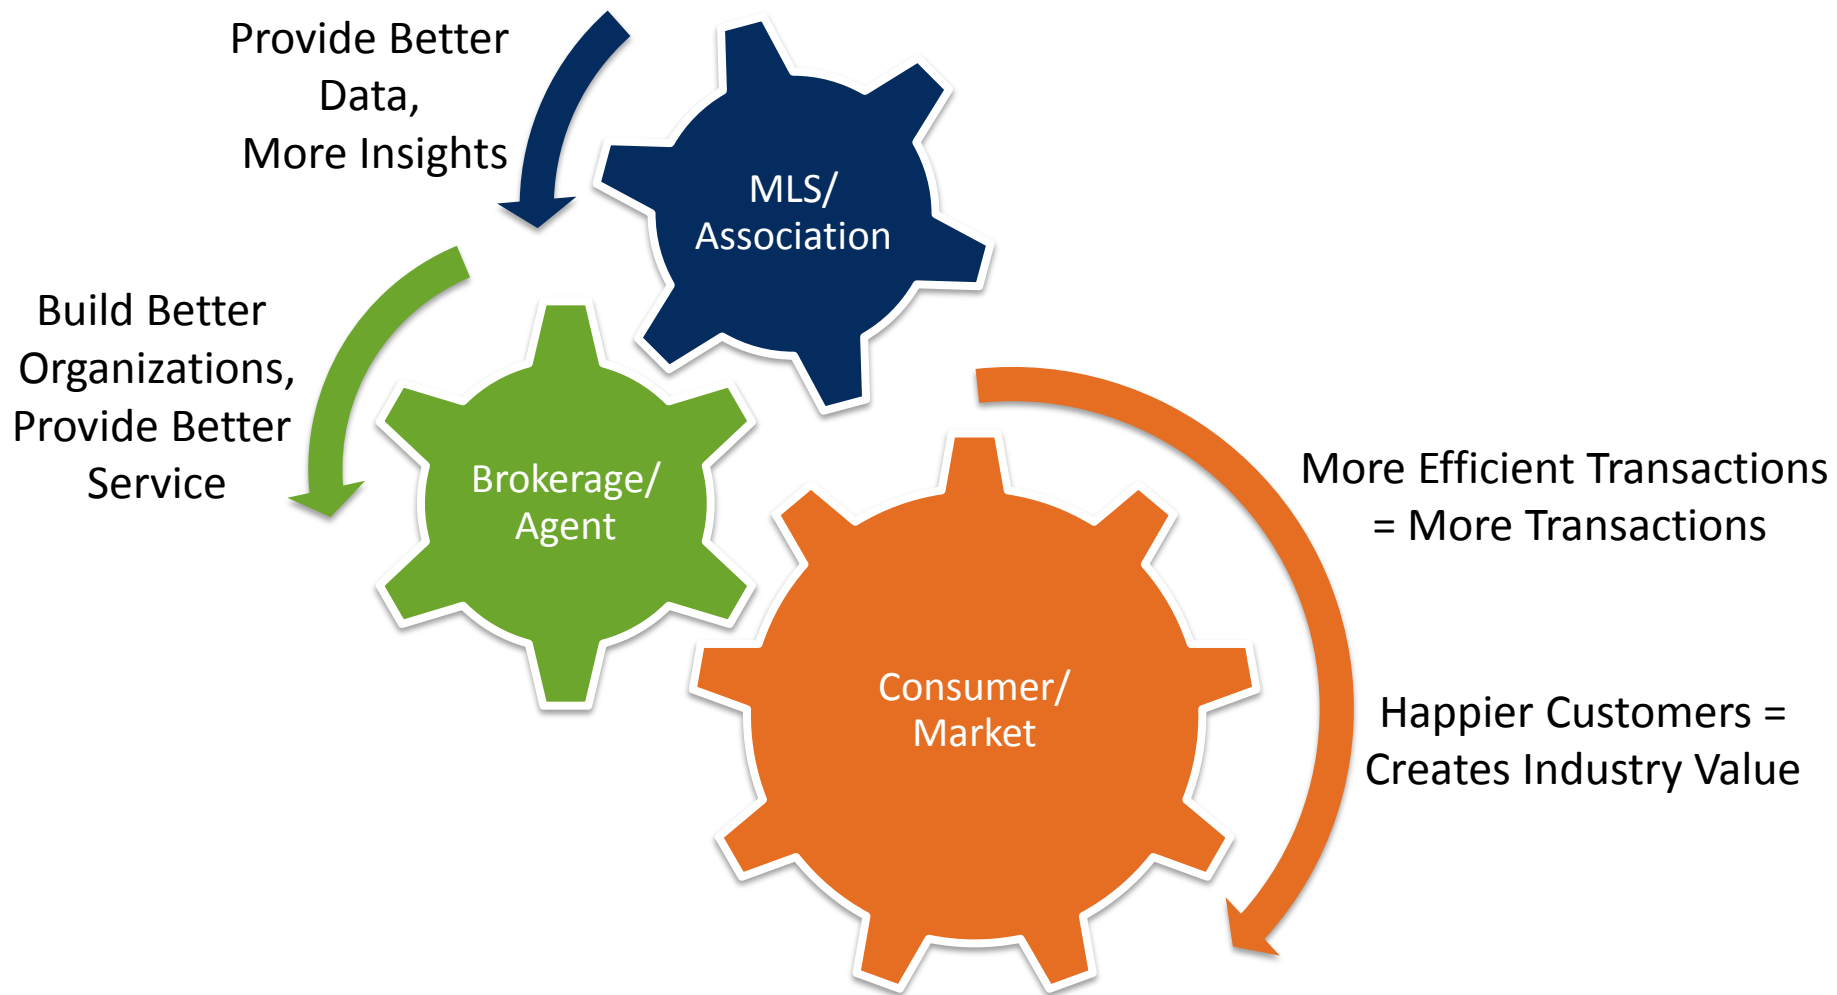 Provide Better
Data,
More Insights
MLS/
Association
Build Better
Organizations,
Provide Better
Service
Brokerage/
Agent
More Efficient Transactions
= More Transactions
Consumer/
Market
Happier Customers =
Creates Industry Value